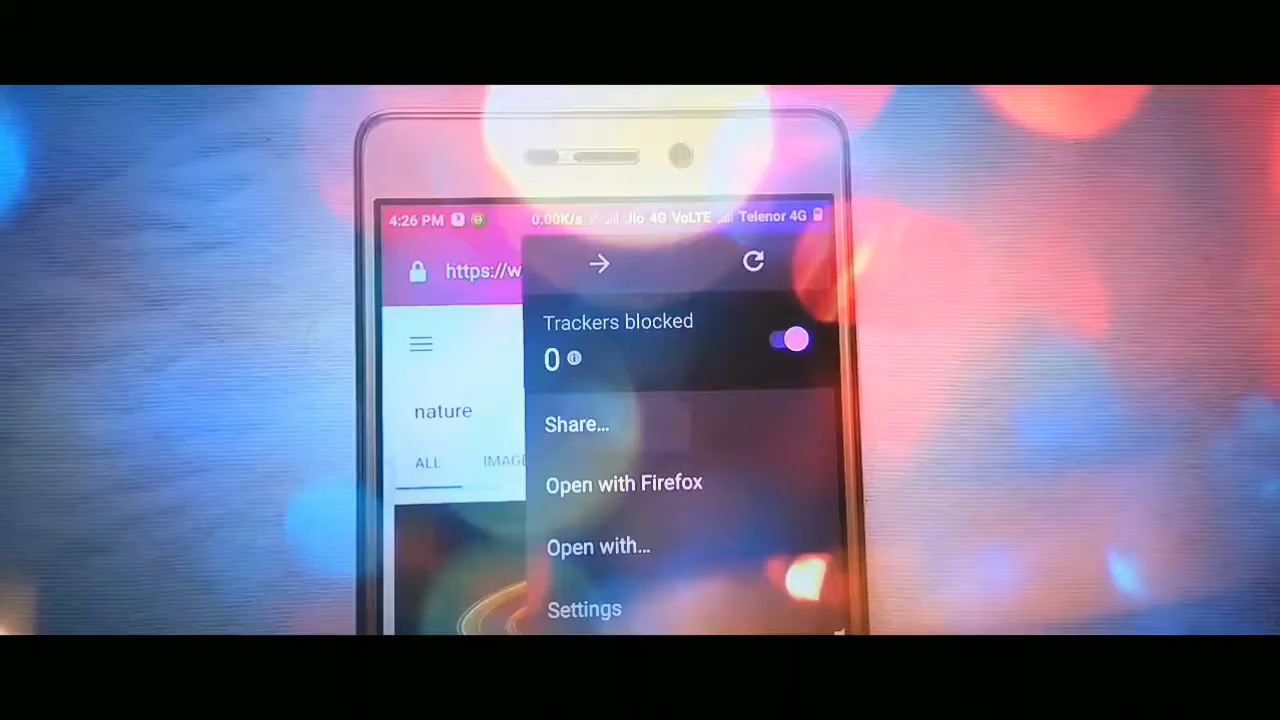 4:26 PM 0.00K/s Jio 4G VoLTE Telenor 4G
https://w
Trackers blocked
0
nature
Share...
ALL IMAGE
Open with Firefox
Open with...
Settings